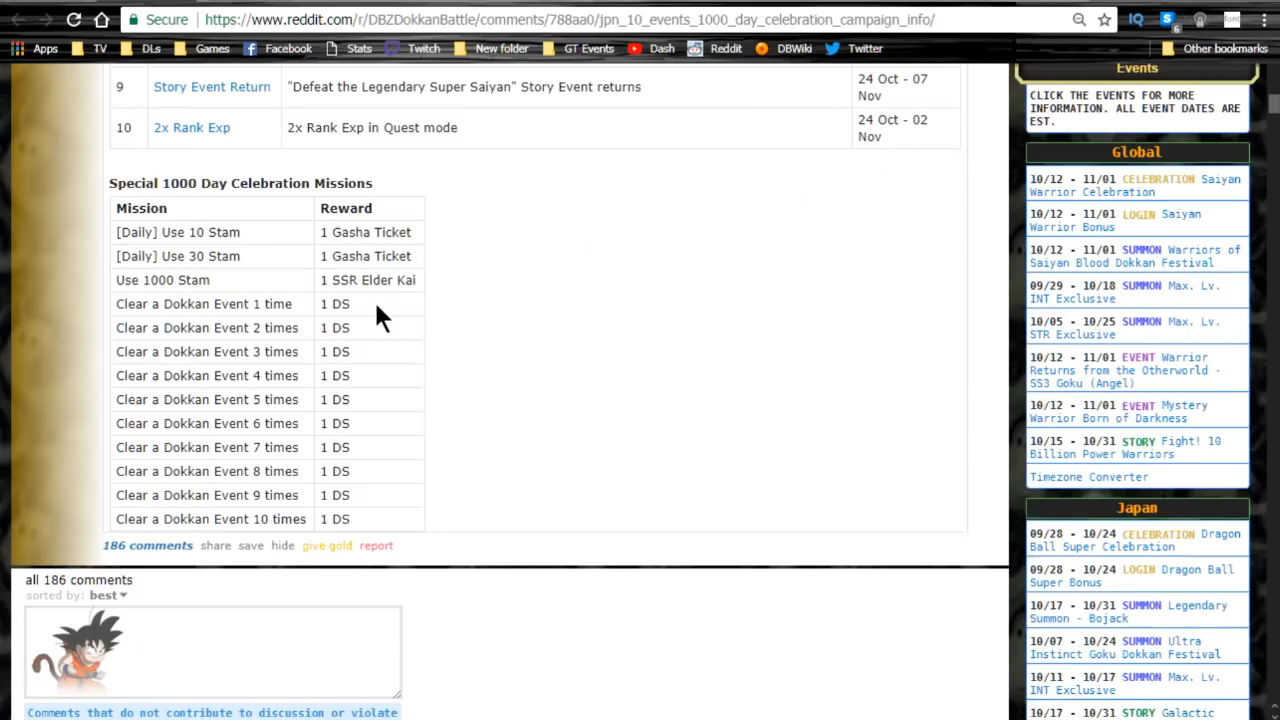 Secure https://www.reddit.com/r/DBZDokkanBattle/comments/788aa0/jpn_10_events_1000_day_celebration_campaign_info/
Apps TV DLs Games Facebook Stats Twitch New folder GT Events Dash Reddit DBWiki Twitter Other bookmarks
9 Story Event Return "Defeat the Legendary Super Saiyan" Story Event returns 24 Oct - 07
Nov
10 2x Rank Exp 2x Rank Exp in Quest mode 24 Oct - 02
Nov
Special 1000 Day Celebration Missions
Mission Reward
[Daily] Use 10 Stam 1 Gasha Ticket
[Daily] Use 30 Stam 1 Gasha Ticket
Use 1000 Stam 1 SSR Elder Kai
Clear a Dokkan Event 1 time 1 DS
Clear a Dokkan Event 2 times 1 DS
Clear a Dokkan Event 3 times 1 DS
Clear a Dokkan Event 4 times 1 DS
Clear a Dokkan Event 5 times 1 DS
Clear a Dokkan Event 6 times 1 DS
Clear a Dokkan Event 7 times 1 DS
Clear a Dokkan Event 8 times 1 DS
Clear a Dokkan Event 9 times 1 DS
Clear a Dokkan Event 10 times 1 DS
186 comments share save hide give gold report
all 186 comments
sorted by: best
Comments that do not contribute to discussion or violate
Events
CLICK THE EVENTS FOR MORE
INFORMATION. ALL EVENT DATES ARE
EST.
Global
10/12 - 11/01 CELEBRATION Saiyan
Warrior Celebration
10/12 - 11/01 LOGIN Saiyan
Warrior Bonus
10/12 - 11/01 SUMMON Warriors of
Saiyan Blood Dokkan Festival
09/29 - 10/18 SUMMON Max. Lv.
INT Exclusive
10/05 - 10/25 SUMMON Max. Lv.
STR Exclusive
10/12 - 11/01 EVENT Warrior
Returns from the Otherworld -
SS3 Goku (Angel)
10/12 - 11/01 EVENT Mystery
Warrior Born of Darkness
10/15 - 10/31 STORY Fight! 10
Billion Power Warriors
Timezone Converter
Japan
09/28 - 10/24 CELEBRATION Dragon
Ball Super Celebration
09/28 - 10/24 LOGIN Dragon Ball
Super Bonus
10/17 - 10/31 SUMMON Legendary
Summon - Bojack
10/07 - 10/24 SUMMON Ultra
Instinct Goku Dokkan Festival
10/11 - 10/17 SUMMON Max. Lv.
INT Exclusive
10/17 - 10/31 STORY Galactic